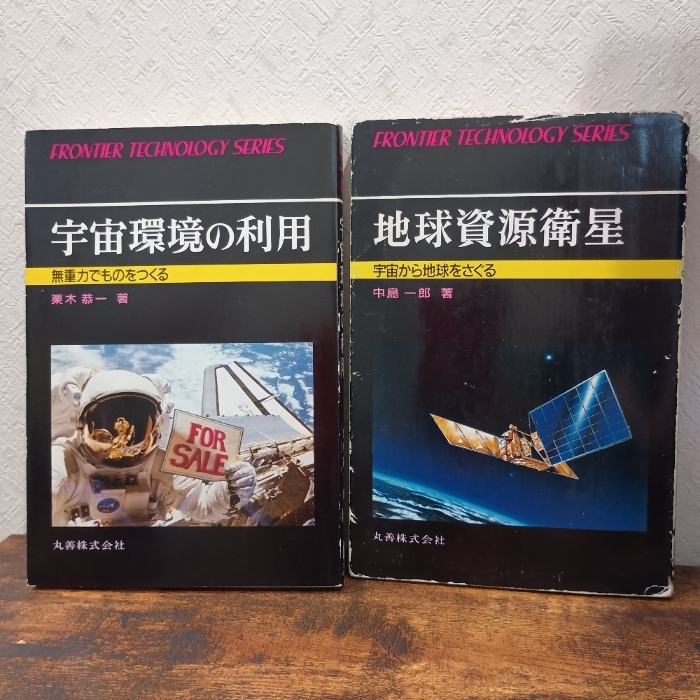 FRONTIER TECHNOLOGY SERIES
宇宙環境の利用
無重力でものをつくる
栗木 恭一 著
FOR
SALE
丸善株式会社
FRONTIER TECHNOLOGY SERIES
地球資源衛星
宇宙から地球をさぐる
中島 一郎 著
丸善株式会社